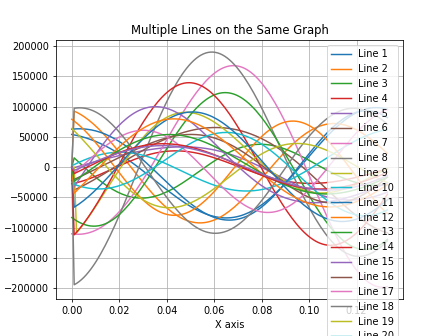 Multiple Lines on the Same Graph
200000
150000
100000
50000
0
−50000
−100000
−150000
−200000
0.00
0.02
0.04
0.06
0.08
0.10
X axis
Line 1
Line 2
Line 3
Line 4
Line 5
Line 6
Line 7
Line 8
Line 9
Line 10
Line 11
Line 12
Line 13
Line 14
Line 15
Line 16
Line 17
Line 18
Line 19
Line 20